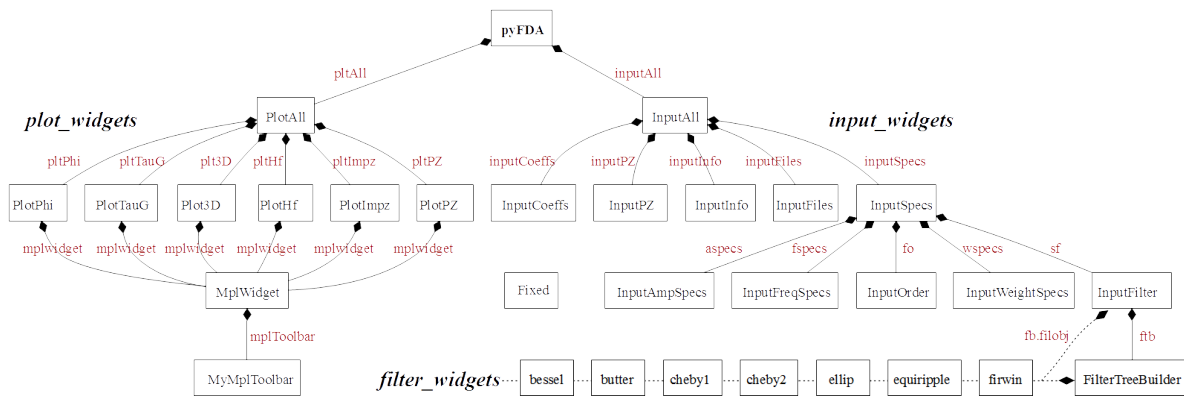 pyFDA
pltAll
inputAll
plot_widgets
PlotAll
InputAll
input_widgets
pltPhi
pltTauG
plt3D
pltHf
pltImpz
pltPZ
inputCoeffs
inputPZ
inputInfo
inputFiles
inputSpecs
PlotPhi
PlotTauG
Plot3D
PlotHf
PlotImpz
PlotPZ
InputCoeffs
InputPZ
InputInfo
InputFiles
InputSpecs
mplwidget
mplwidget
mplwidget
mplwidget
mplwidget
mplwidget
aspecs
fspecs
fo
wspecs
sf
MplWidget
Fixed
InputAmpSpecs
InputFreqSpecs
InputOrder
InputWeightSpecs
InputFilter
mplToolbar
fb.filobj
ftb
MyMplToolbar
filter_widgets
bessel
butter
cheby1
cheby2
ellip
equiripple
firwin
FilterTreeBuilder